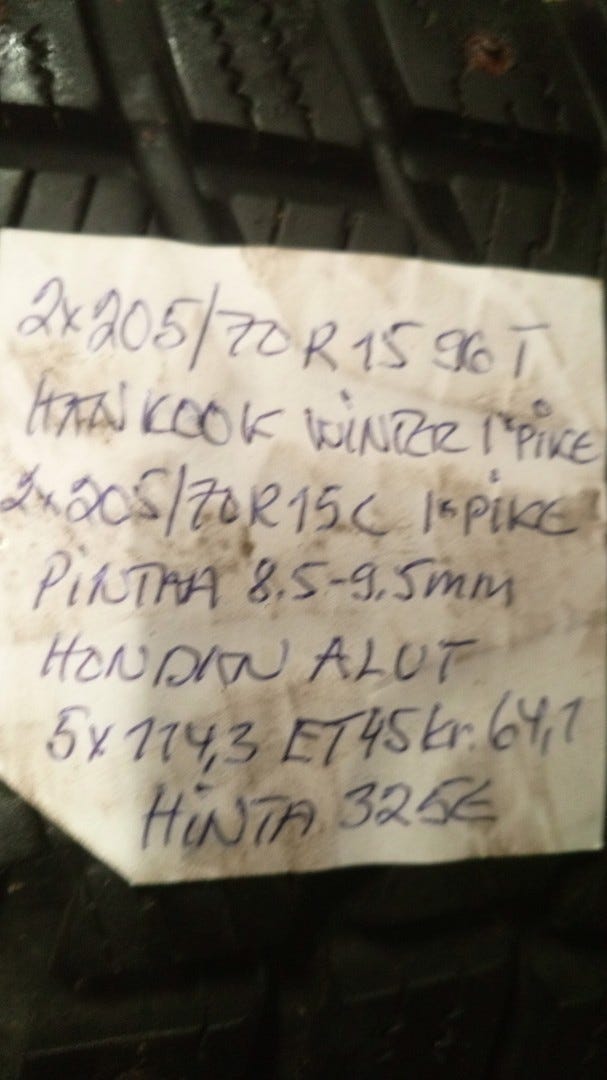 2x205/70R15 96T
HANKOOK WINTER I*PIKE
2x205/70R15C I*PIKE
PINTAA 8.5-9.5mm
HONDAN ALUT
5x114,3 ET45 kr. 64,1
HINTA 325€